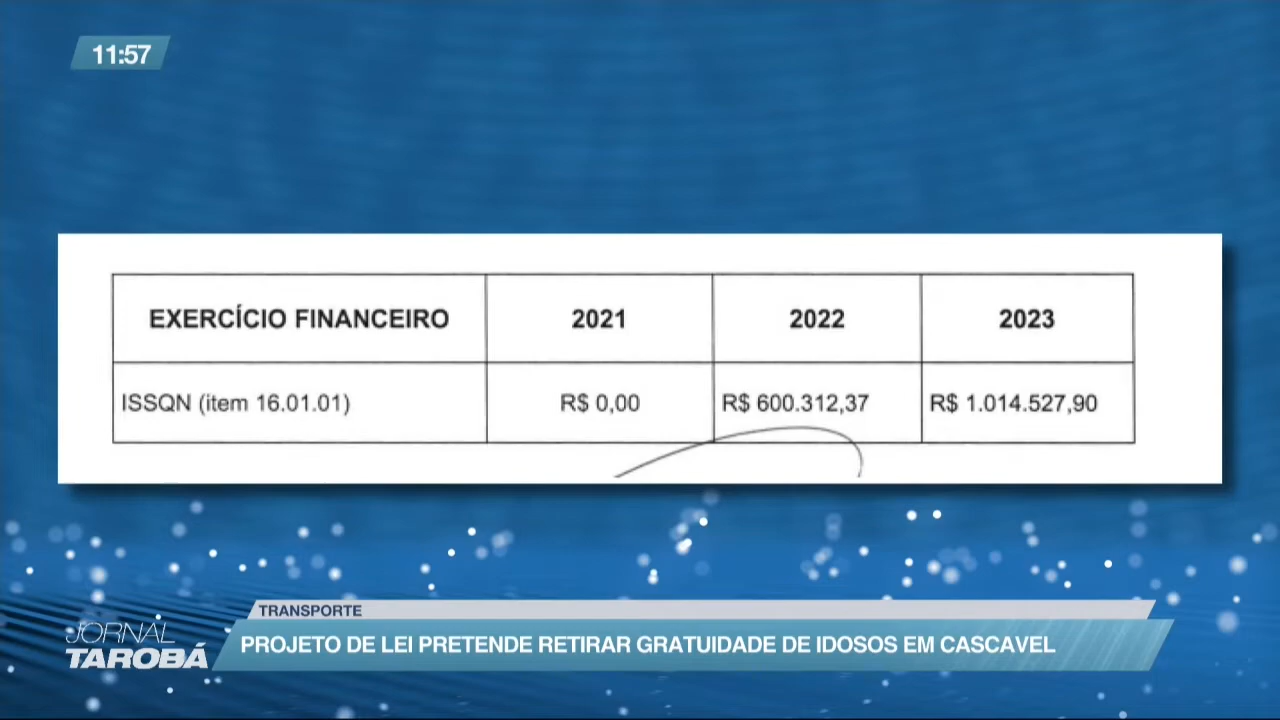 11:57
EXERCÍCIO FINANCEIRO 2021 2022 2023
ISSQN (item 16.01.01) R$ 0,00 R$ 600.312,37 R$ 1.014.527,90
TRANSPORTE
JORNAL
TAROBÁ
PROJETO DE LEI PRETENDE RETIRAR GRATUIDADE DE IDOSOS EM CASCAVEL